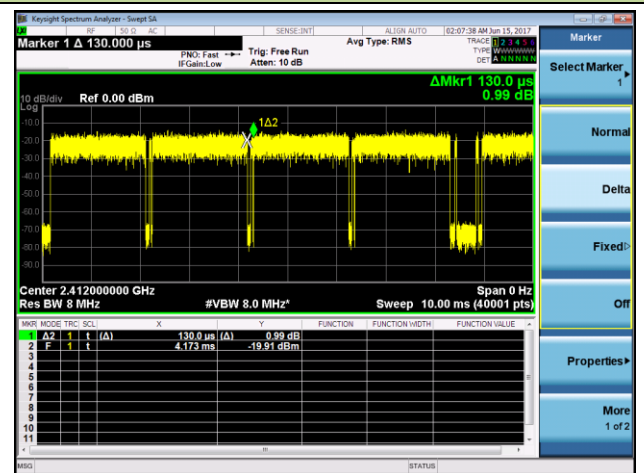 Keysight Spectrum Analyzer - Swept SA
RF 50 Ω AC SENSE:INT ALIGN AUTO 02:07:38 AM Jun 15, 2017
Marker 1 Δ 130.000 µs
PNO: Fast
IFGain:Low
Trig: Free Run
Atten: 10 dB
Avg Type: RMS
TRACE 1 2 3 4 5 6
TYPE WWWWWW
DET A N N N N N
Marker
Select Marker
1
Normal
Delta
Fixed
Off
Properties
More
1 of 2
ΔMkr1 130.0 µs
0.99 dB
10 dB/div Ref 0.00 dBm
Log
-10.0
-20.0
-30.0
-40.0
-50.0
-60.0
-70.0
-80.0
-90.0
1Δ2
Center 2.412000000 GHz Span 0 Hz
Res BW 8 MHz #VBW 8.0 MHz* Sweep 10.00 ms (40001 pts)
MKR MODE TRC SCL X Y FUNCTION FUNCTION WIDTH FUNCTION VALUE
1 Δ2 1 t (Δ) 130.0 µs (Δ) 0.99 dB
2 F 1 t 4.173 ms -19.91 dBm
3
4
5
6
7
8
9
10
11
MSG STATUS